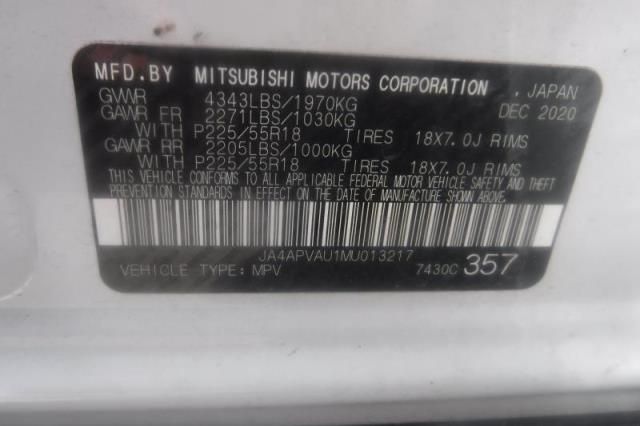 MFD.BY MITSUBISHI MOTORS CORPORATION , JAPAN
GVWR 4343LBS/1970KG DEC 2020
GAWR FR 2271LBS/1030KG
WITH P225/55R18 TIRES 18X7.0J RIMS
GAWR RR 2205LBS/1000KG
WITH P225/55R18 TIRES 18X7.0J RIMS
THIS VEHICLE CONFORMS TO ALL APPLICABLE FEDERAL MOTOR VEHICLE SAFETY AND THEFT
PREVENTION STANDARDS IN EFFECT ON THE DATE OF MANUFACTURE SHOWN ABOVE.
JA4APVAU1MU013217
VEHICLE TYPE: MPV 7430C 357